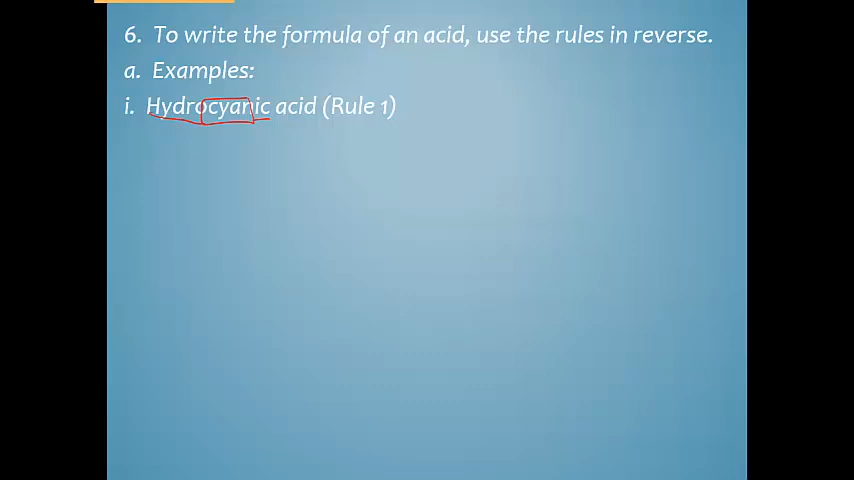 6. To write the formula of an acid, use the rules in reverse.
a. Examples:
i. Hydrocyanic acid (Rule 1)